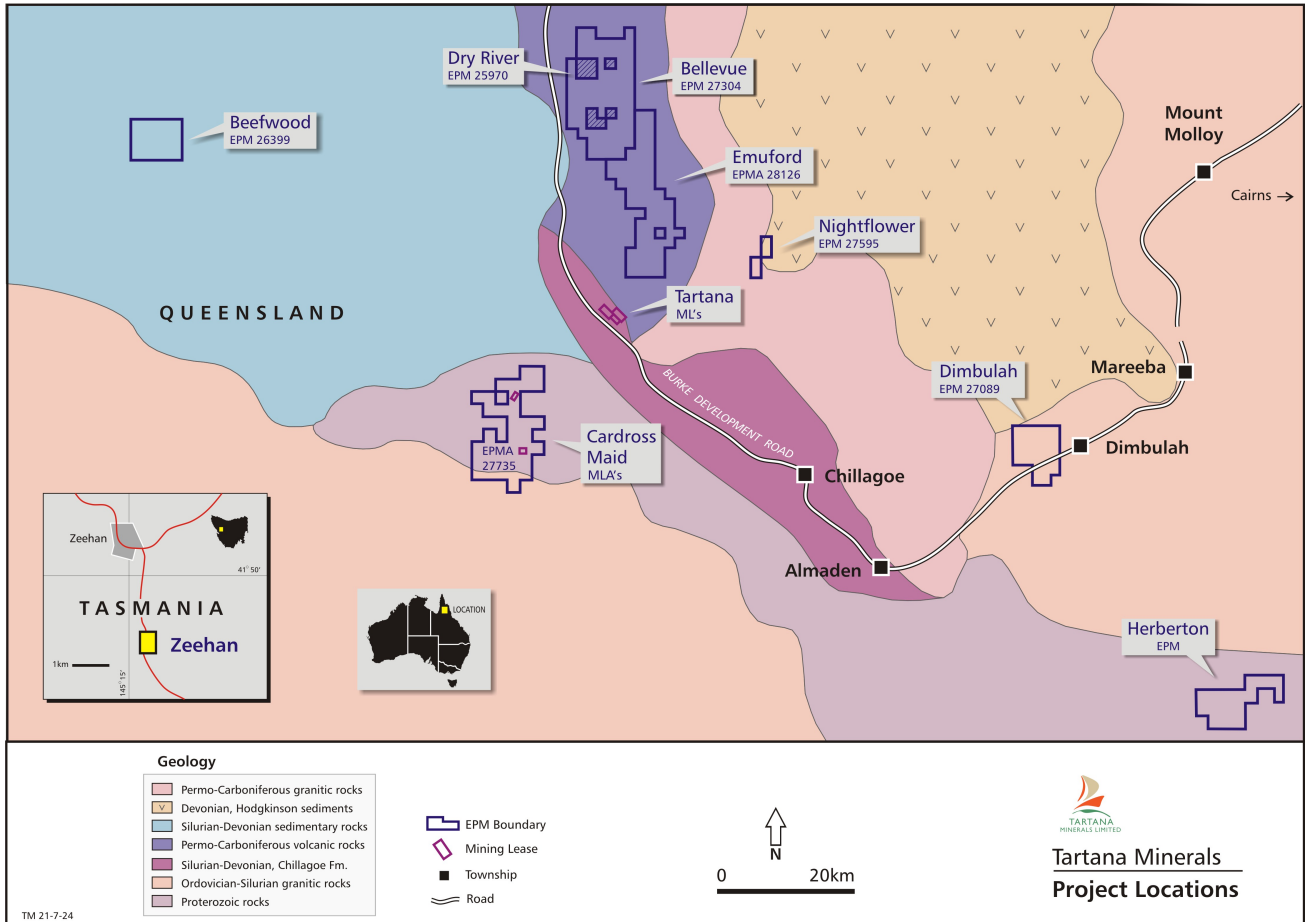 Dry River
EPM 25970
Bellevue
EPM 27304
Beefwood
EPM 26399
Mount
Molloy
Emuford
EPMA 28126
Cairns →
Nightflower
EPM 27595
QUEENSLAND
Tartana
ML's
Mareeba
Dimbulah
EPM 27089
BURKE DEVELOPMENT ROAD
Cardross
Maid
MLA's
EPMA
27735
Dimbulah
Chillagoe
Almaden
Herberton
EPM
Zeehan
41° 50'
TASMANIA
Zeehan
1km
145° 15'
LOCATION
Geology
Permo-Carboniferous granitic rocks
Devonian, Hodgkinson sediments
Silurian-Devonian sedimentary rocks
Permo-Carboniferous volcanic rocks
Silurian-Devonian, Chillagoe Fm.
Ordovician-Silurian granitic rocks
Proterozoic rocks
EPM Boundary
Mining Lease
Township
Road
N
0 20km
TARTANA
MINERALS LIMITED
Tartana Minerals
Project Locations
TM 21-7-24